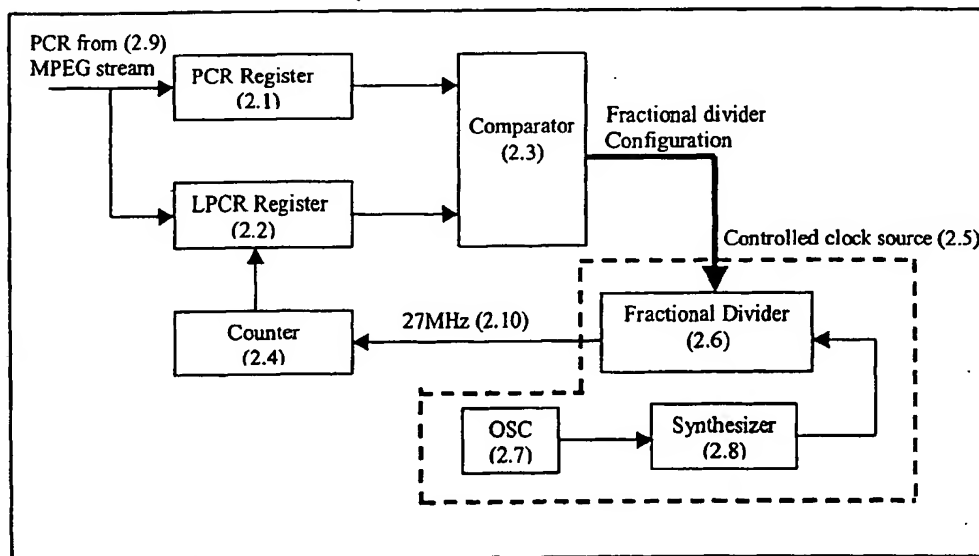 PCR from (2.9)
MPEG stream
PCR Register
(2.1)
Comparator
(2.3)
Fractional divider
Configuration
LPCR Register
(2.2)
Controlled clock source (2.5)
27MHz (2.10)
Fractional Divider
(2.6)
Counter
(2.4)
OSC
(2.7)
Synthesizer
(2.8)